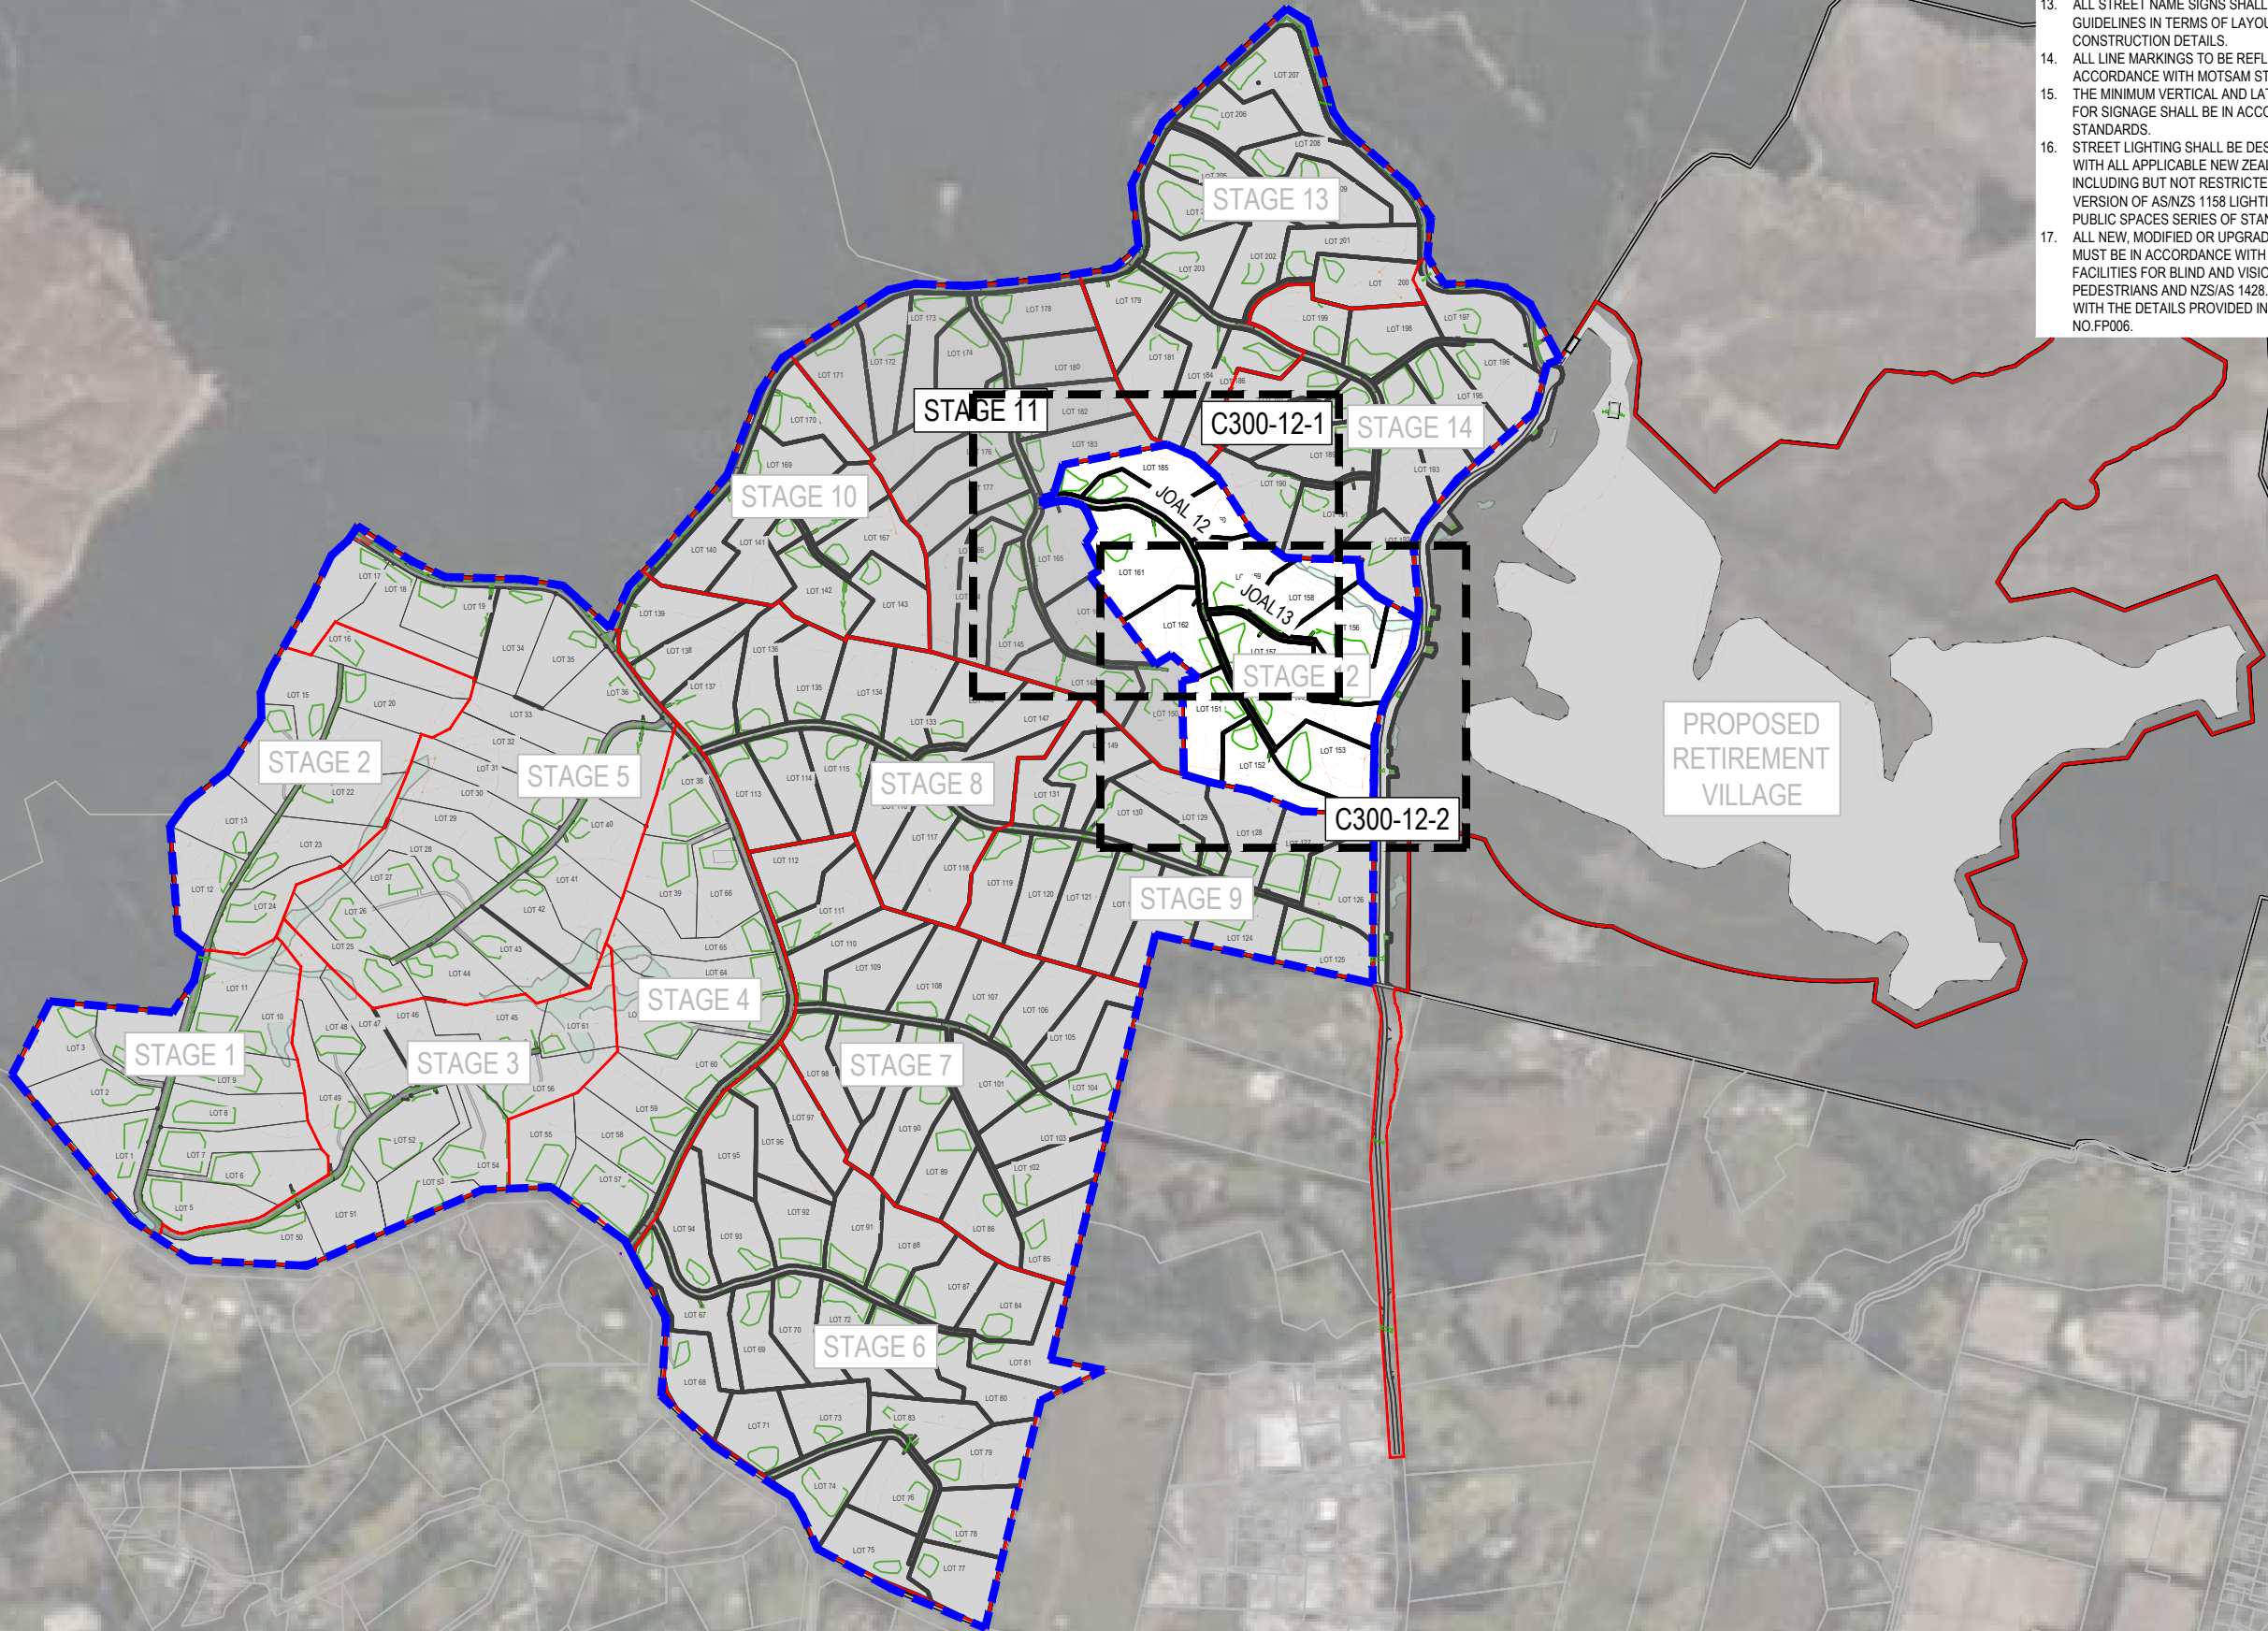 13. ALL STREET NAME SIGNS SHALL
GUIDELINES IN TERMS OF LAYOU
CONSTRUCTION DETAILS.
14. ALL LINE MARKINGS TO BE REFL
ACCORDANCE WITH MOTSAM ST
15. THE MINIMUM VERTICAL AND LAT
FOR SIGNAGE SHALL BE IN ACCO
STANDARDS.
16. STREET LIGHTING SHALL BE DES
WITH ALL APPLICABLE NEW ZEAL
INCLUDING BUT NOT RESTRICTE
VERSION OF AS/NZS 1158 LIGHTI
PUBLIC SPACES SERIES OF STAN
17. ALL NEW, MODIFIED OR UPGRAD
MUST BE IN ACCORDANCE WITH
FACILITIES FOR BLIND AND VISIO
PEDESTRIANS AND NZS/AS 1428.
WITH THE DETAILS PROVIDED IN
NO.FP006.
LOT 207
LOT 206
LOT 208
STAGE 13
LOT 201
LOT 202
LOT 203
LOT 200
LOT 178
LOT 179
LOT 173
LOT 199
LOT 198
LOT 197
LOT 172
LOT 174
LOT 180
LOT 181
LOT 184
LOT 196
LOT 171
LOT 195
STAGE 11
LOT 182
C300-12-1
STAGE 14
LOT 170
LOT 183
LOT 169
LOT 185
LOT 193
LOT 190
STAGE 10
JOAL 12
LOT 140
LOT 141
LOT 167
LOT 165
LOT 161
LOT 142
LOT 143
LOT 158
JOAL13
LOT 17
LOT 18
LOT 19
LOT 139
LOT 162
LOT 156
LOT 16
LOT 34
LOT 35
LOT 138
LOT 136
LOT 145
LOT 157
STAGE 12
LOT 15
LOT 20
LOT 36
LOT 137
LOT 135
LOT 134
LOT 151
LOT 150
LOT 33
LOT 133
LOT 147
LOT 149
LOT 153
LOT 152
STAGE 2
LOT 32
LOT 31
STAGE 5
LOT 38
LOT 114
LOT 115
STAGE 8
PROPOSED
RETIREMENT
VILLAGE
LOT 22
LOT 30
LOT 113
LOT 131
LOT 130
LOT 129
LOT 128
C300-12-2
LOT 13
LOT 29
LOT 40
LOT 117
LOT 23
LOT 28
LOT 112
LOT 118
LOT 12
LOT 27
LOT 41
LOT 39
LOT 66
LOT 119
LOT 120
LOT 121
STAGE 9
LOT 126
LOT 24
LOT 26
LOT 42
LOT 111
LOT 25
LOT 43
LOT 65
LOT 110
LOT 124
LOT 125
LOT 44
LOT 64
LOT 109
LOT 11
STAGE 4
LOT 108
LOT 107
LOT 106
LOT 10
LOT 48
LOT 47
LOT 46
LOT 45
LOT 61
LOT 105
LOT 3
STAGE 1
STAGE 3
LOT 60
LOT 98
STAGE 7
LOT 2
LOT 9
LOT 56
LOT 101
LOT 104
LOT 8
LOT 49
LOT 59
LOT 97
LOT 90
LOT 1
LOT 7
LOT 52
LOT 55
LOT 58
LOT 96
LOT 95
LOT 103
LOT 6
LOT 53
LOT 54
LOT 57
LOT 89
LOT 102
LOT 5
LOT 51
LOT 50
LOT 94
LOT 93
LOT 92
LOT 91
LOT 88
LOT 86
LOT 85
LOT 87
LOT 67
LOT 72
LOT 84
LOT 70
LOT 69
STAGE 6
LOT 81
LOT 68
LOT 80
LOT 71
LOT 73
LOT 83
LOT 79
LOT 74
LOT 76
LOT 78
LOT 75
LOT 77